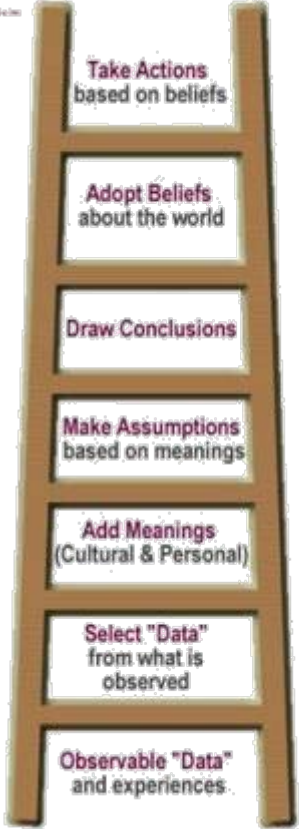 Take Actions
based on beliefs
Adopt Beliefs
about the world
Draw Conclusions
Make Assumptions
based on meanings
Add Meanings
(Cultural & Personal)
Select "Data"
from what is
observed
Observable "Data"
and experiences